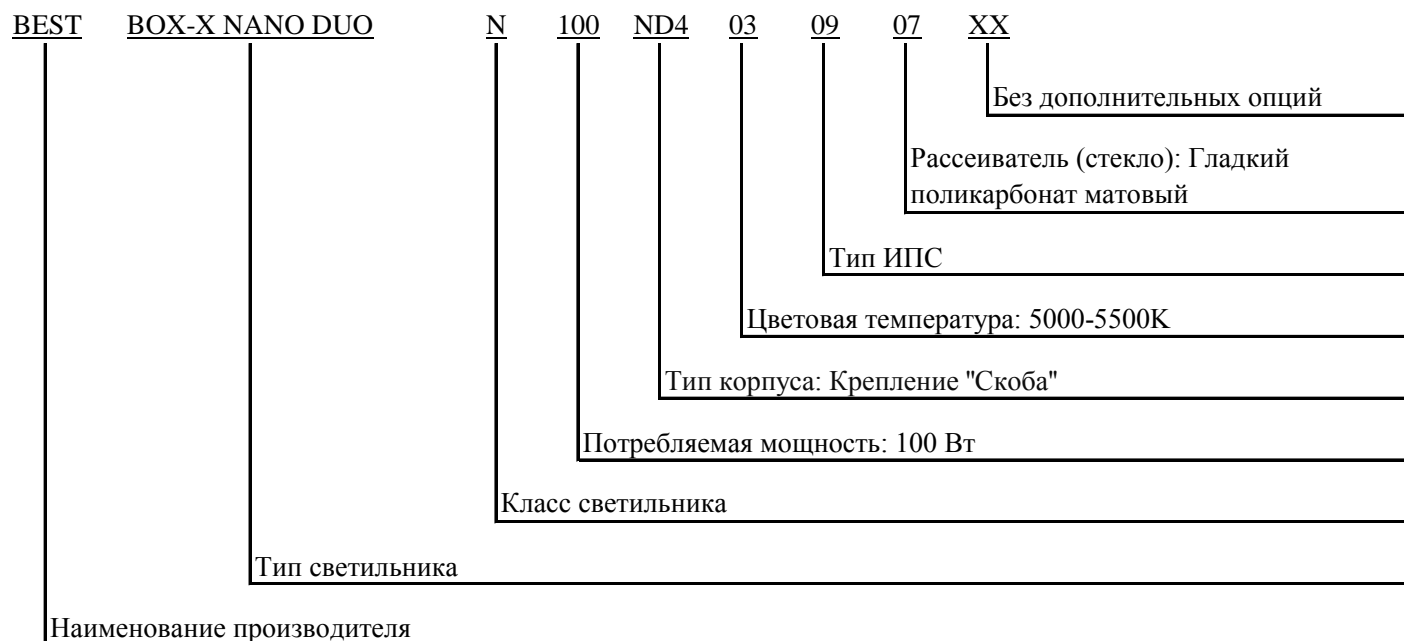 BEST BOX-X NANO DUO N 100 ND4 03 09 07 XX
Без дополнительных опций
Рассеиватель (стекло): Гладкий
поликарбонат матовый
Тип ИПС
Цветовая температура: 5000-5500K
Тип корпуса: Крепление "Скоба"
Потребляемая мощность: 100 Вт
Класс светильника
Тип светильника
Наименование производителя